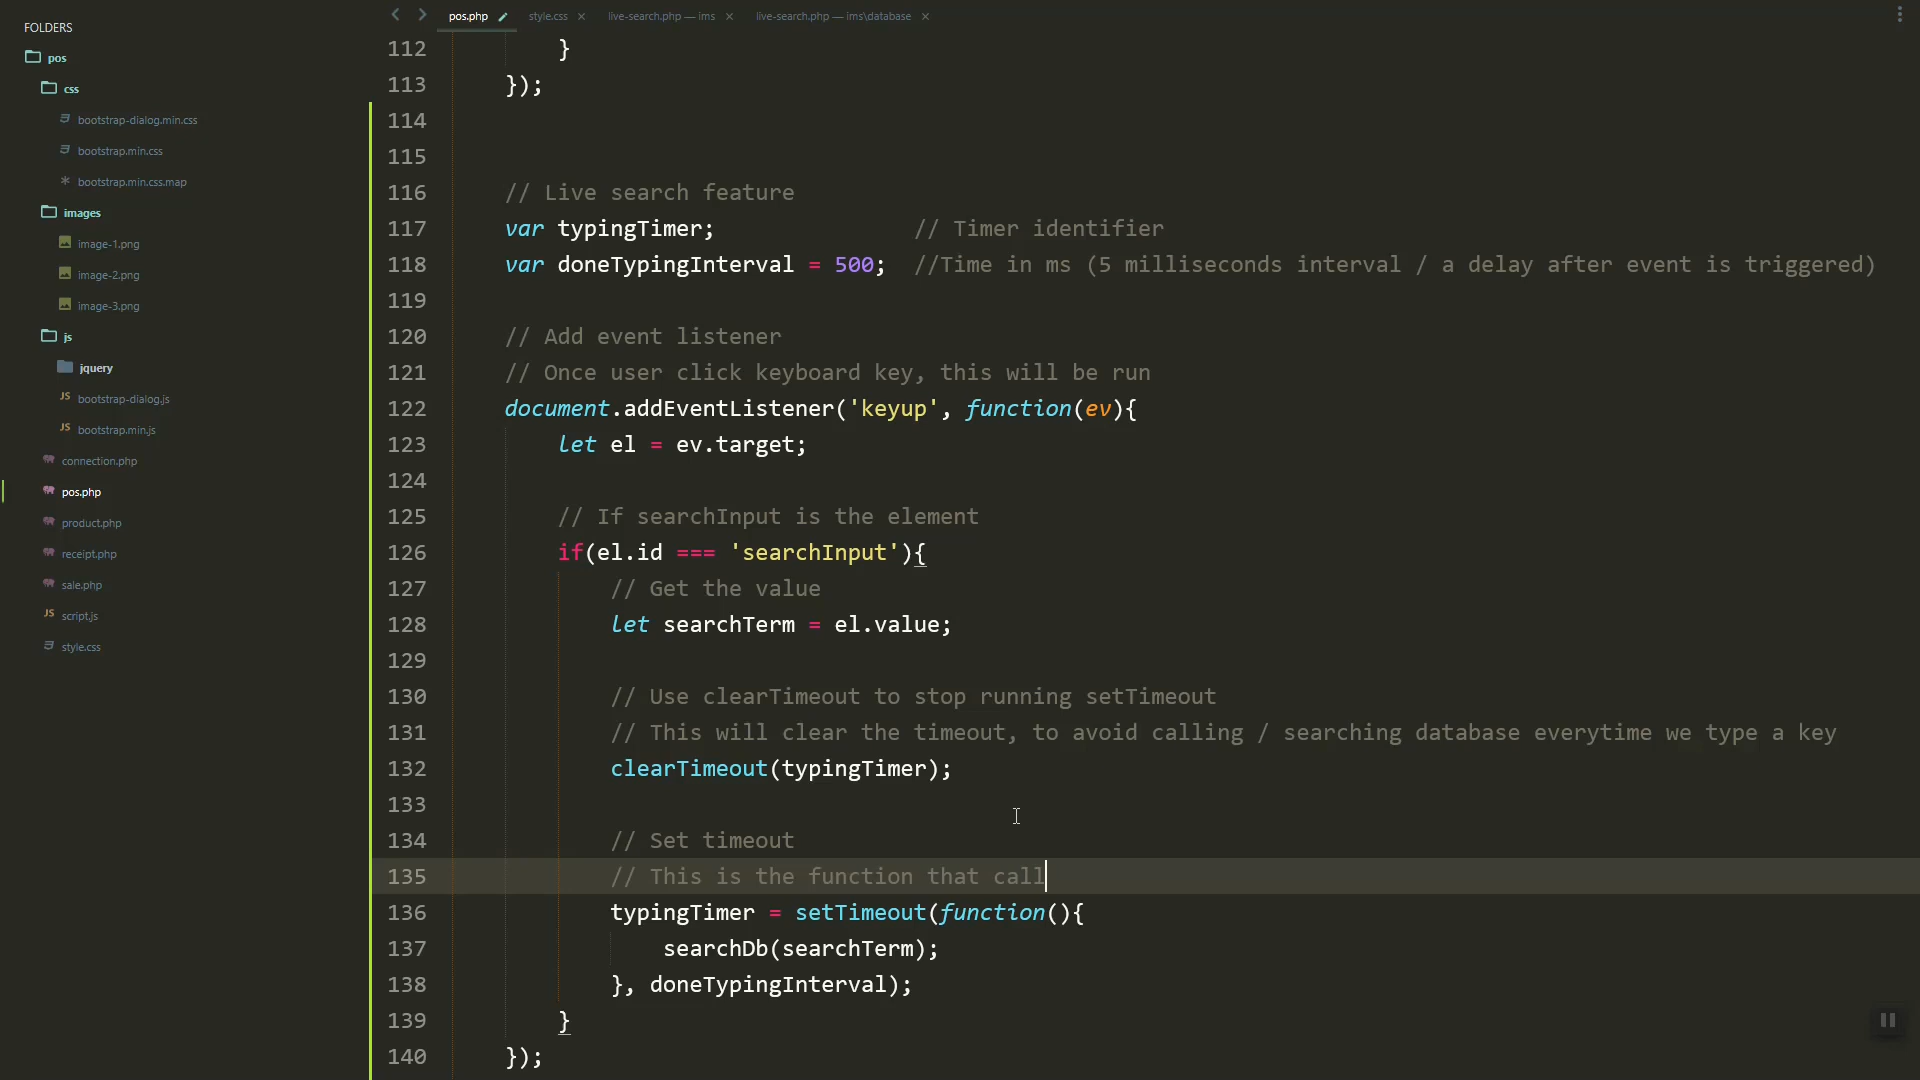 FOLDERS
pos
css
bootstrap-dialog.min.css
bootstrap.min.css
bootstrap.min.css.map
images
image-1.png
image-2.png
image-3.png
js
jquery
JS bootstrap-dialog.js
JS bootstrap.min.js
connection.php
pos.php
product.php
receipt.php
sale.php
JS script.js
style.css
pos.php style.css live-search.php — ims live-search.php — ims\database
112 }
113 });
114
115
116 // Live search feature
117 var typingTimer; // Timer identifier
118 var doneTypingInterval = 500; //Time in ms (5 milliseconds interval / a delay after event is triggered)
119
120 // Add event listener
121 // Once user click keyboard key, this will be run
122 document.addEventListener('keyup', function(ev){
123 let el = ev.target;
124
125 // If searchInput is the element
126 if(el.id === 'searchInput'){
127 // Get the value
128 let searchTerm = el.value;
129
130 // Use clearTimeout to stop running setTimeout
131 // This will clear the timeout, to avoid calling / searching database everytime we type a key
132 clearTimeout(typingTimer);
133
134 // Set timeout
135 // This is the function that call
136 typingTimer = setTimeout(function(){
137 searchDb(searchTerm);
138 }, doneTypingInterval);
139 }
140 });